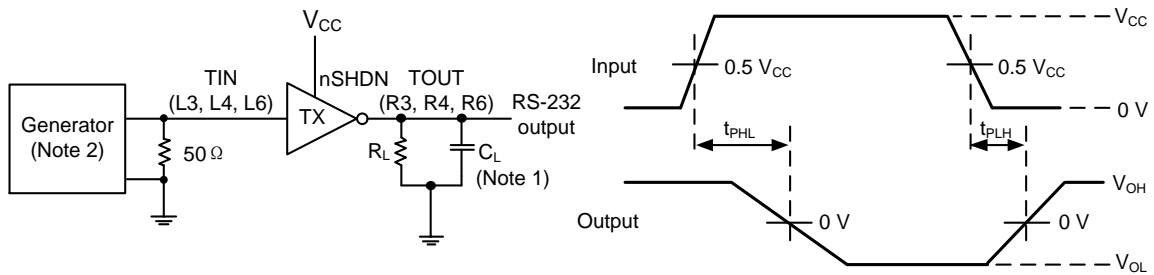 V_CC
TIN
(L3, L4, L6)
nSHDN
TOUT
(R3, R4, R6)
RS-232
output
Generator
(Note 2)
50 Ω
TX
R_L
C_L
(Note 1)
Input
0.5 V_CC
0.5 V_CC
V_CC
0 V
t_PHL
t_PLH
Output
0 V
0 V
V_OH
V_OL